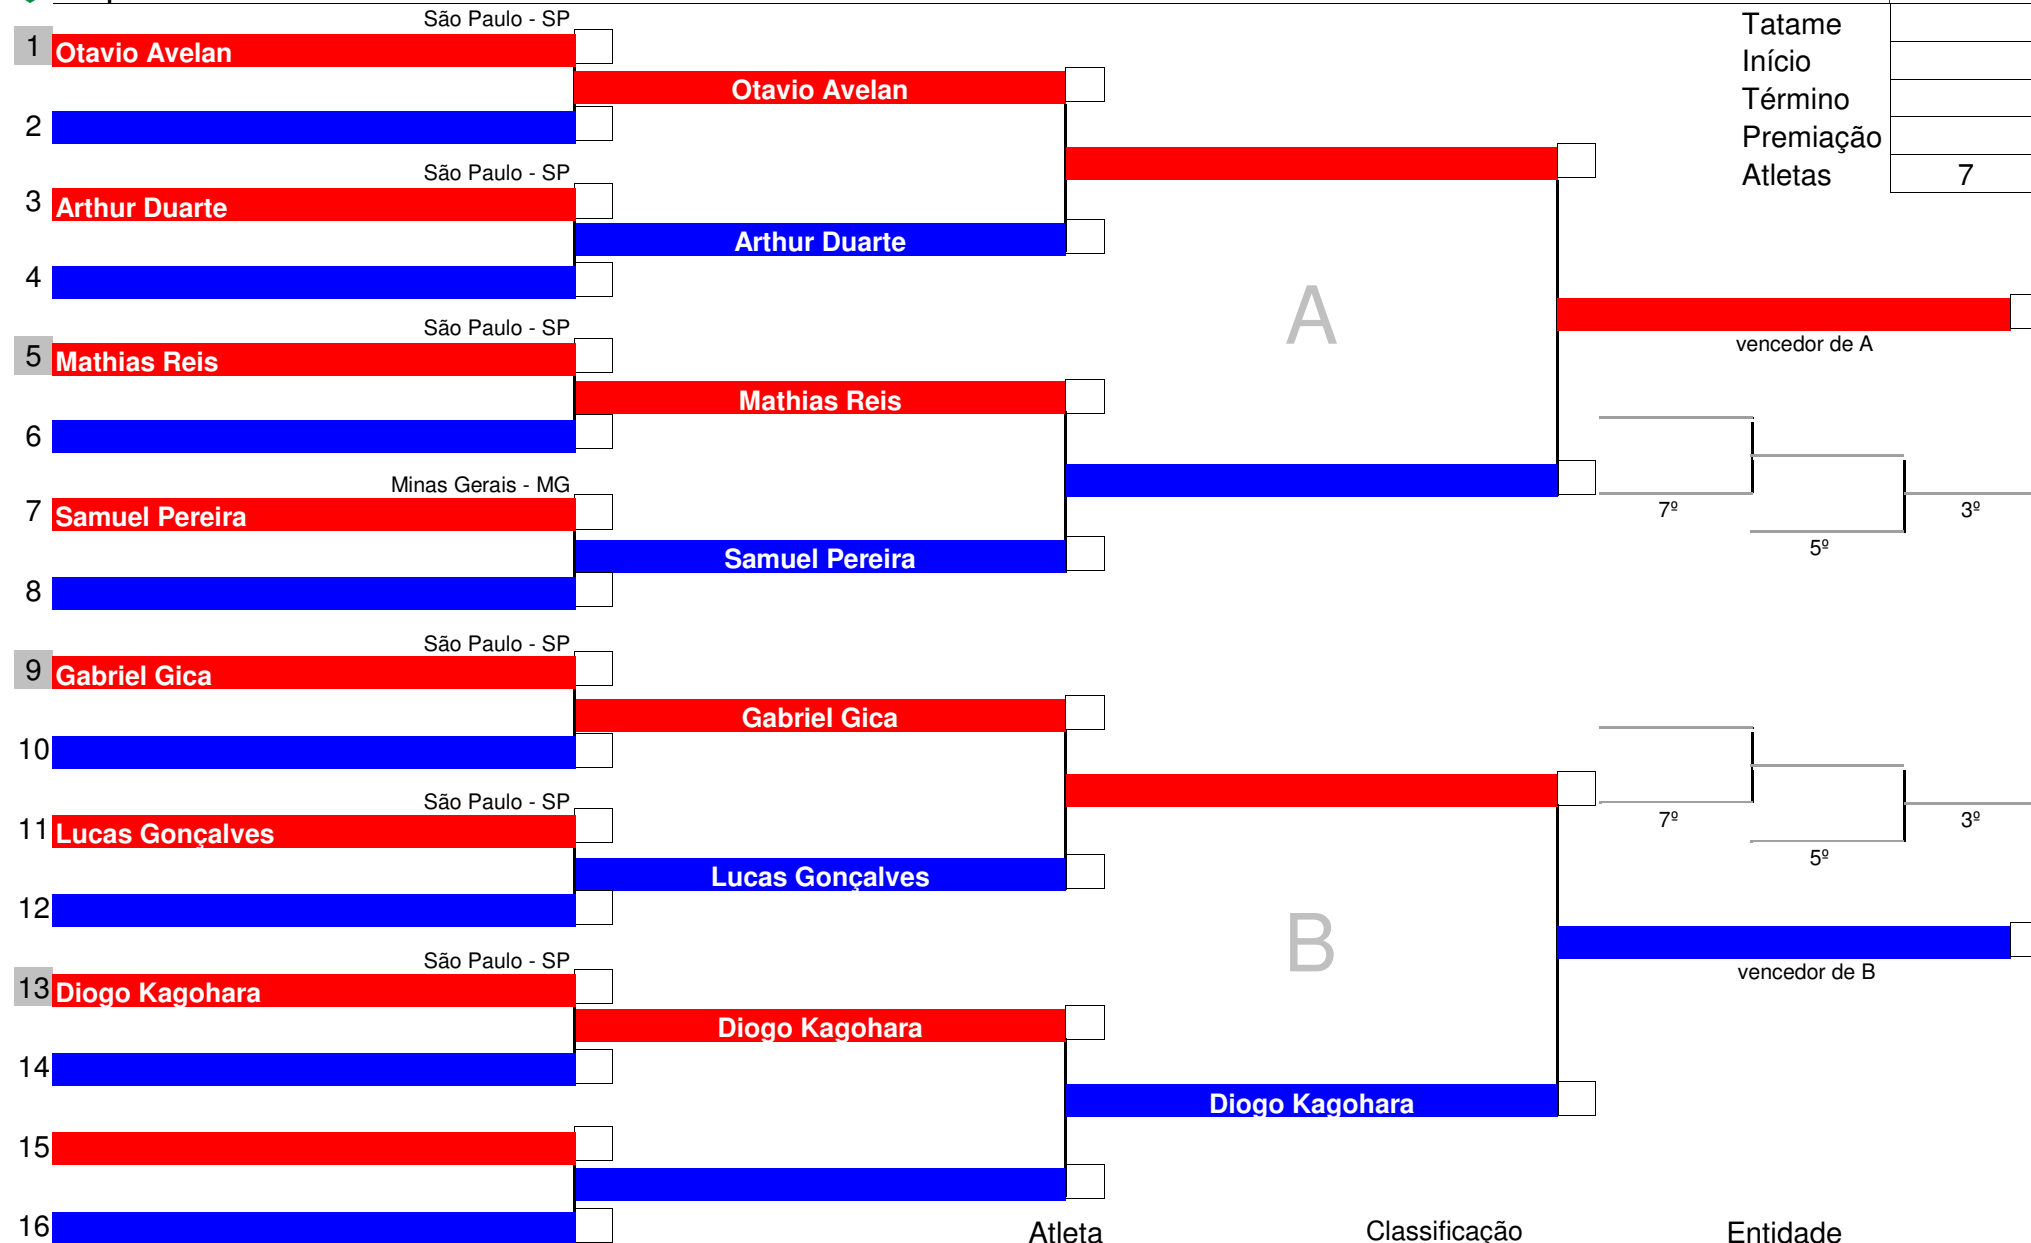 São Paulo - SP
1 Otavio Avelan
Otavio Avelan
2
São Paulo - SP
3 Arthur Duarte
Arthur Duarte
4
São Paulo - SP
5 Mathias Reis
Mathias Reis
6
Minas Gerais - MG
7 Samuel Pereira
Samuel Pereira
8
São Paulo - SP
9 Gabriel Gica
Gabriel Gica
10
São Paulo - SP
11 Lucas Gonçalves
Lucas Gonçalves
12
São Paulo - SP
13 Diogo Kagohara
Diogo Kagohara
14
Diogo Kagohara
15
16
A
B
Tatame
Início
Término
Premiação
Atletas 7
vencedor de A
7º
3º
5º
7º
3º
5º
vencedor de B
Atleta Classificação Entidade